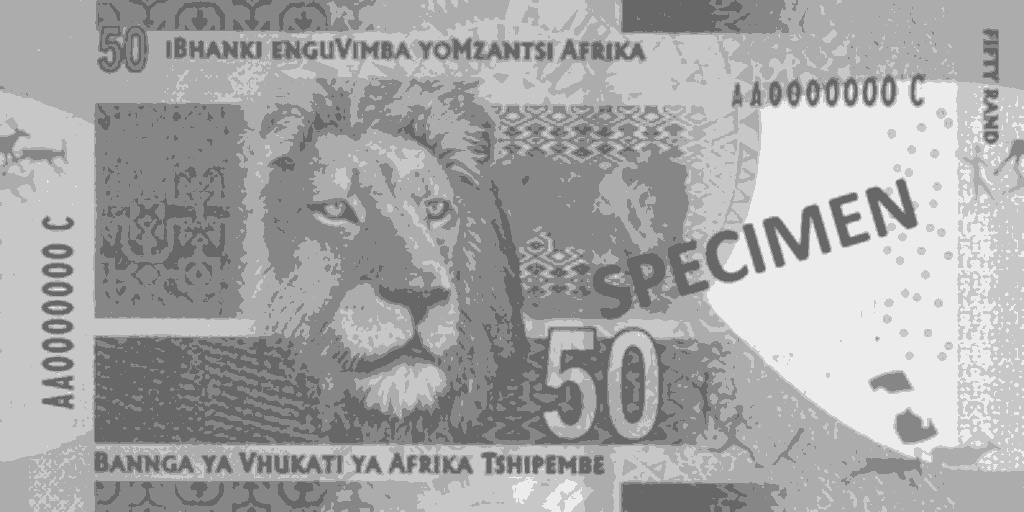 50 iBhanki enguVimba yoMzantsi Afrika
FIFTY RAND
AA0000000 C
AA0000000 C
SPECIMEN
50
Bannga ya Vhukati ya Afrika Tshipembe